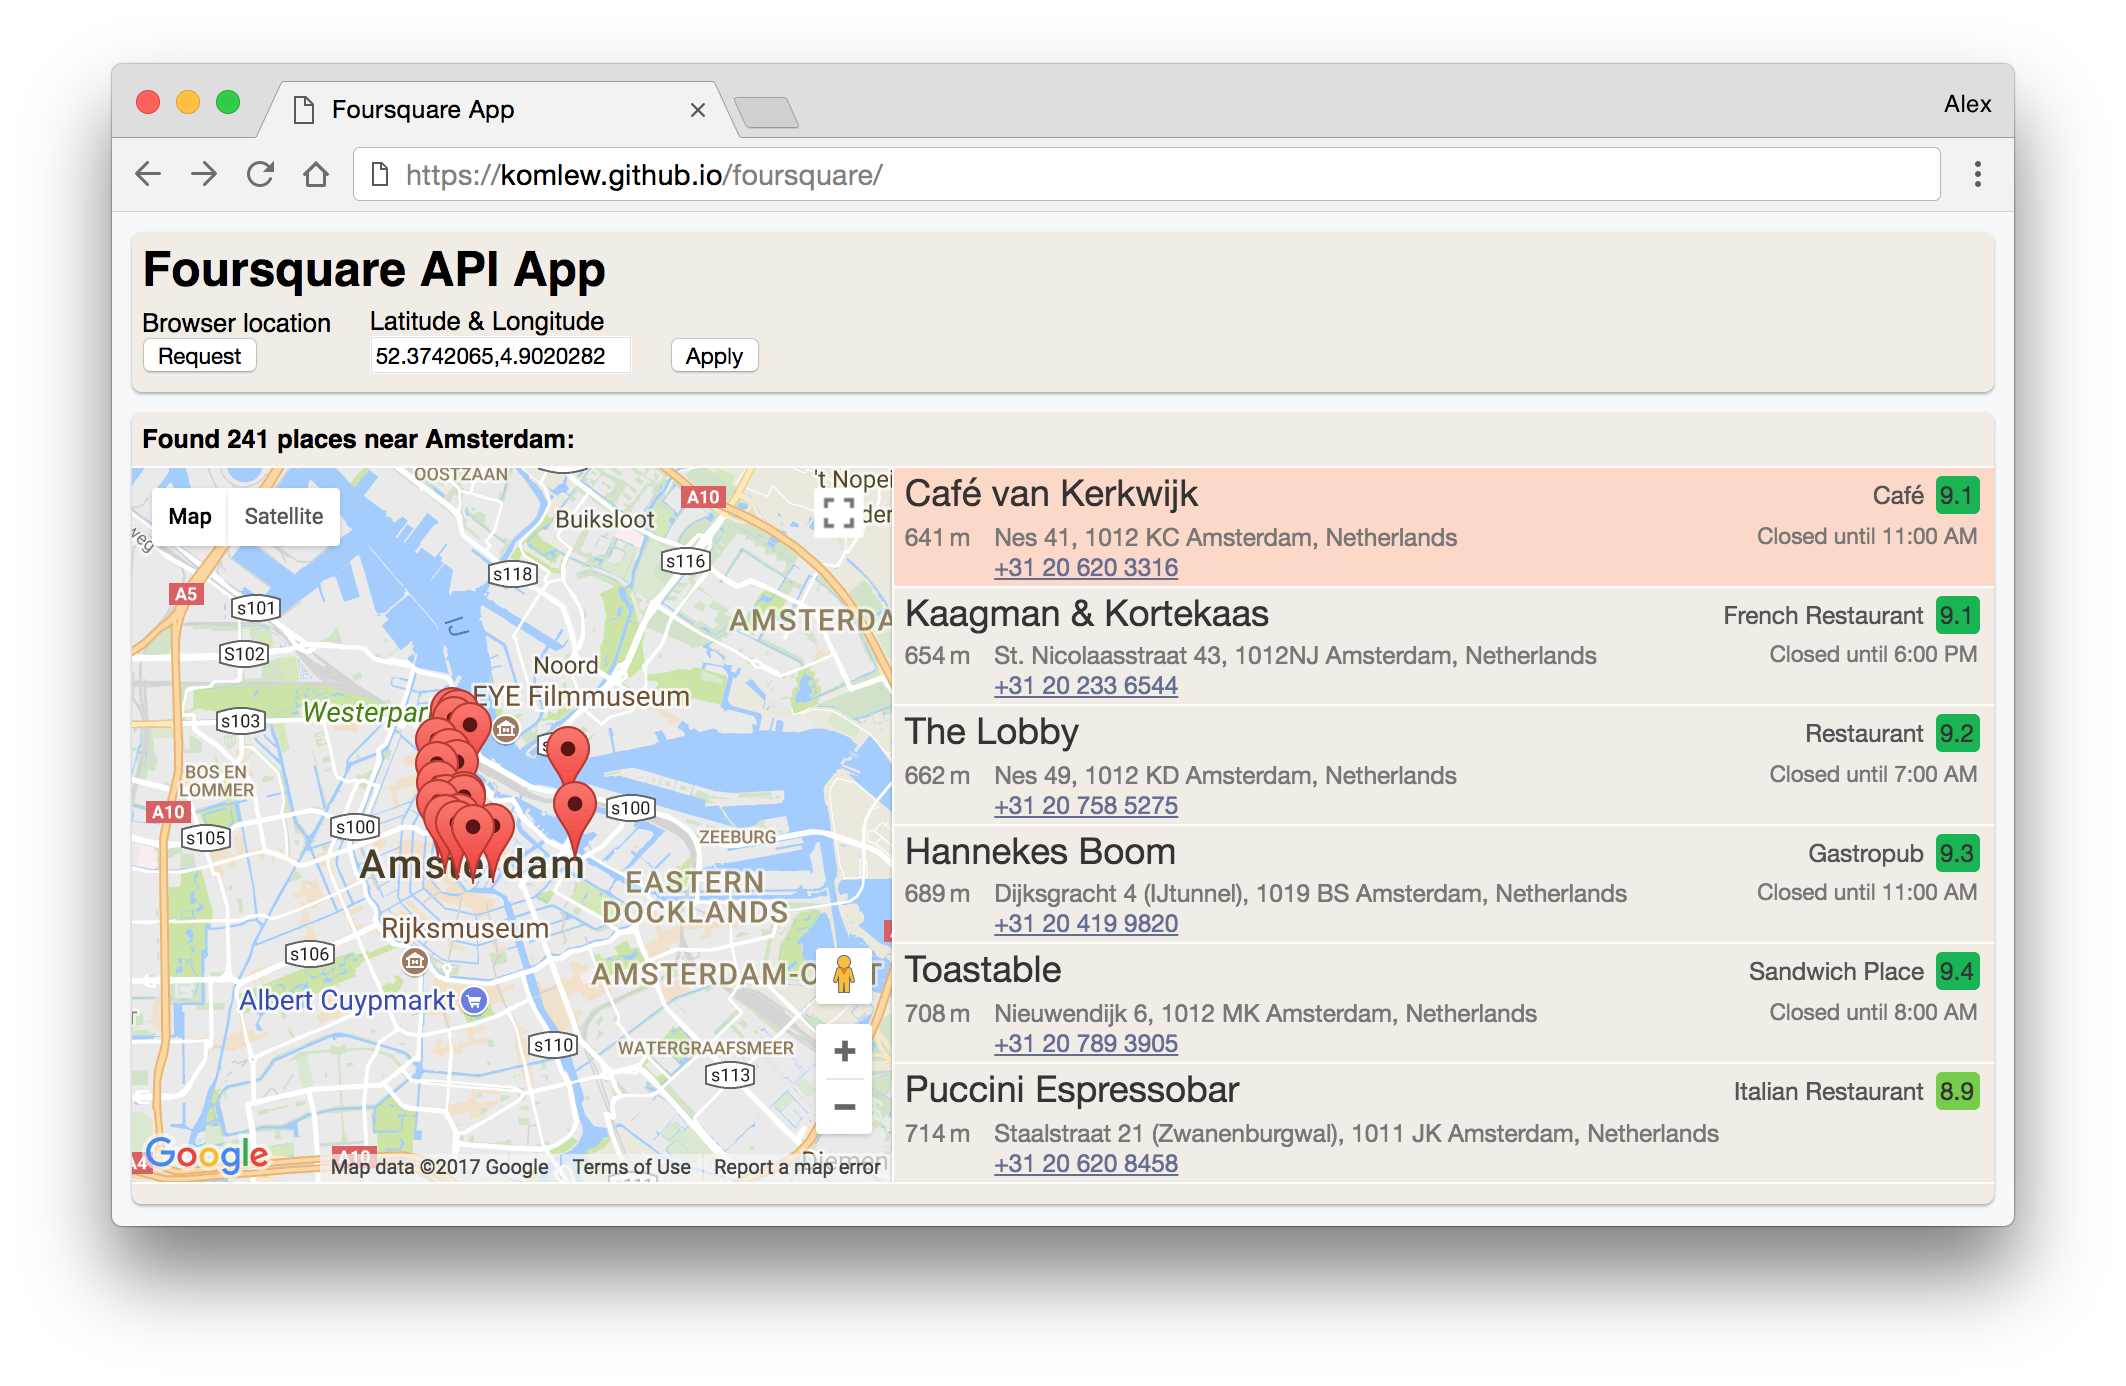 Foursquare App
Alex
https://komlew.github.io/foursquare/
Foursquare API App
Browser location
Latitude & Longitude
Request
52.3742065,4.9020282
Apply
Found 241 places near Amsterdam:
Map
Satellite
OOSTZAAN
't Nopei
der
A10
Buiksloot
weg
s118
s116
A5
s101
AMSTERDA
IJ
S102
Noord
EYE Filmmuseum
Westerpar
s103
BOS EN
LOMMER
A10
s100
s100
s105
ZEEBURG
Amsterdam
EASTERN
DOCKLANDS
Rijksmuseum
s106
AMSTERDAM-O
T
Albert Cuypmarkt
s110
WATERGRAAFSMEER
s113
+
−
Diemen
A4
Google
A10
Map data ©2017 Google
Terms of Use
Report a map error
Café van Kerkwijk
Café
9.1
641 m
Nes 41, 1012 KC Amsterdam, Netherlands
Closed until 11:00 AM
+31 20 620 3316
Kaagman & Kortekaas
French Restaurant
9.1
654 m
St. Nicolaasstraat 43, 1012NJ Amsterdam, Netherlands
Closed until 6:00 PM
+31 20 233 6544
The Lobby
Restaurant
9.2
662 m
Nes 49, 1012 KD Amsterdam, Netherlands
Closed until 7:00 AM
+31 20 758 5275
Hannekes Boom
Gastropub
9.3
689 m
Dijksgracht 4 (IJtunnel), 1019 BS Amsterdam, Netherlands
Closed until 11:00 AM
+31 20 419 9820
Toastable
Sandwich Place
9.4
708 m
Nieuwendijk 6, 1012 MK Amsterdam, Netherlands
Closed until 8:00 AM
+31 20 789 3905
Puccini Espressobar
Italian Restaurant
8.9
714 m
Staalstraat 21 (Zwanenburgwal), 1011 JK Amsterdam, Netherlands
+31 20 620 8458